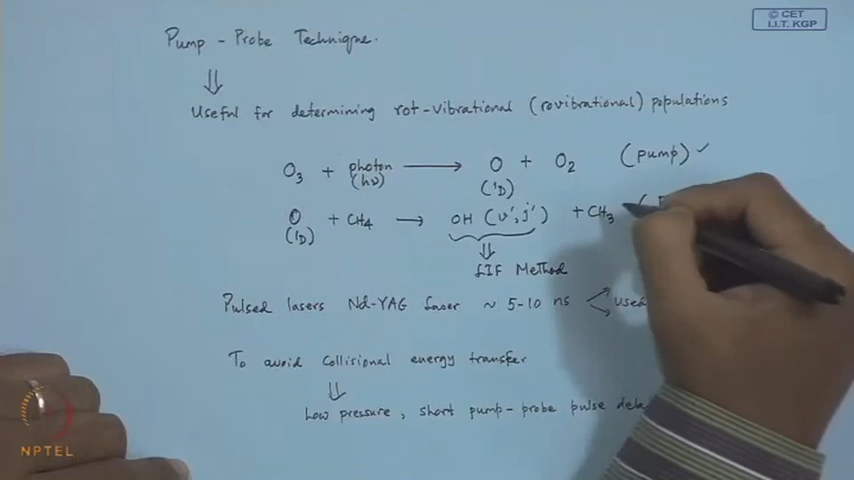 © CET
I.I.T. KGP
Pump - Probe Technique.
⇓
Useful for determining rot-vibrational (rovibrational) populations
O₃ + photon ⟶ O + O₂ (pump) ✓
(hν) (¹D)
O + CH₄ ⟶ OH (v', j') + CH₃ (
(¹D)
⇓
LIF Method
Pulsed lasers Nd-YAG laser ~ 5-10 ns
To avoid collisional energy transfer
⇓
Low pressure, short pump-probe pulse
NPTEL